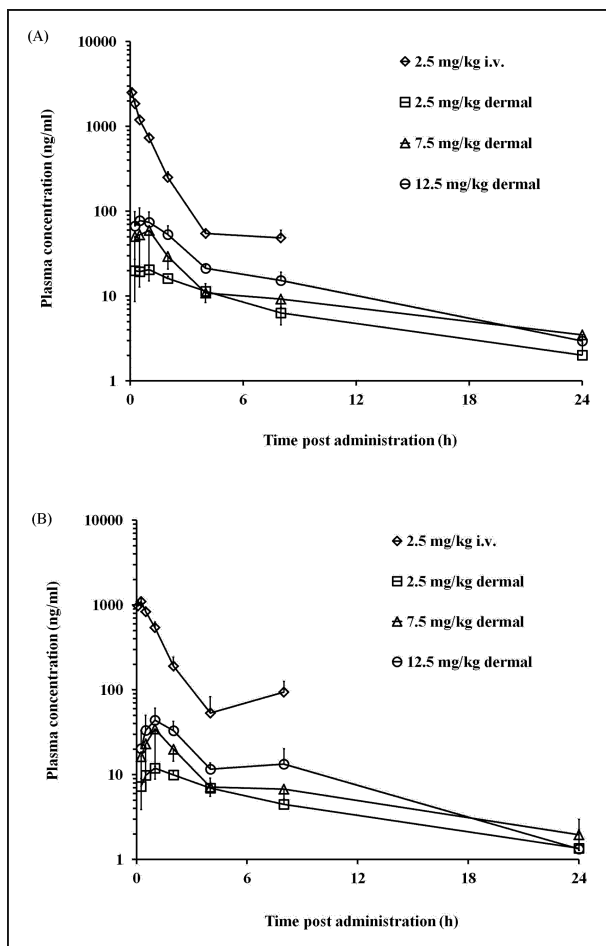 (A)
10000
1000
100
10
1
Plasma concentration (ng/ml)
2.5 mg/kg i.v.
2.5 mg/kg dermal
7.5 mg/kg dermal
12.5 mg/kg dermal
0 6 12 18 24
Time post administration (h)
(B)
10000
1000
100
10
1
Plasma concentration (ng/ml)
2.5 mg/kg i.v.
2.5 mg/kg dermal
7.5 mg/kg dermal
12.5 mg/kg dermal
0 6 12 18 24
Time post administration (h)